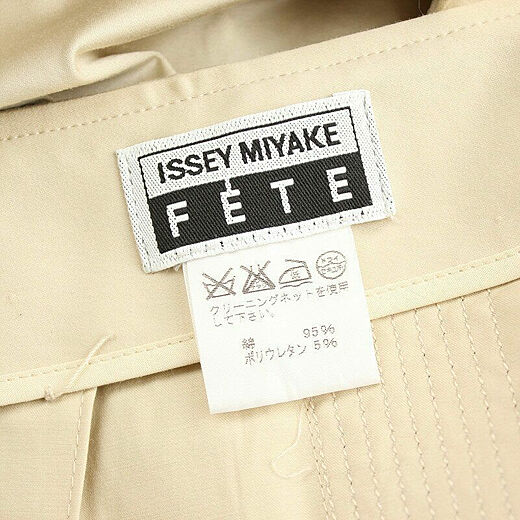 ISSEY MIYAKE
FÊTE
クリーニングネットを使用
して下さい。
綿 95%
ポリウレタン 5%